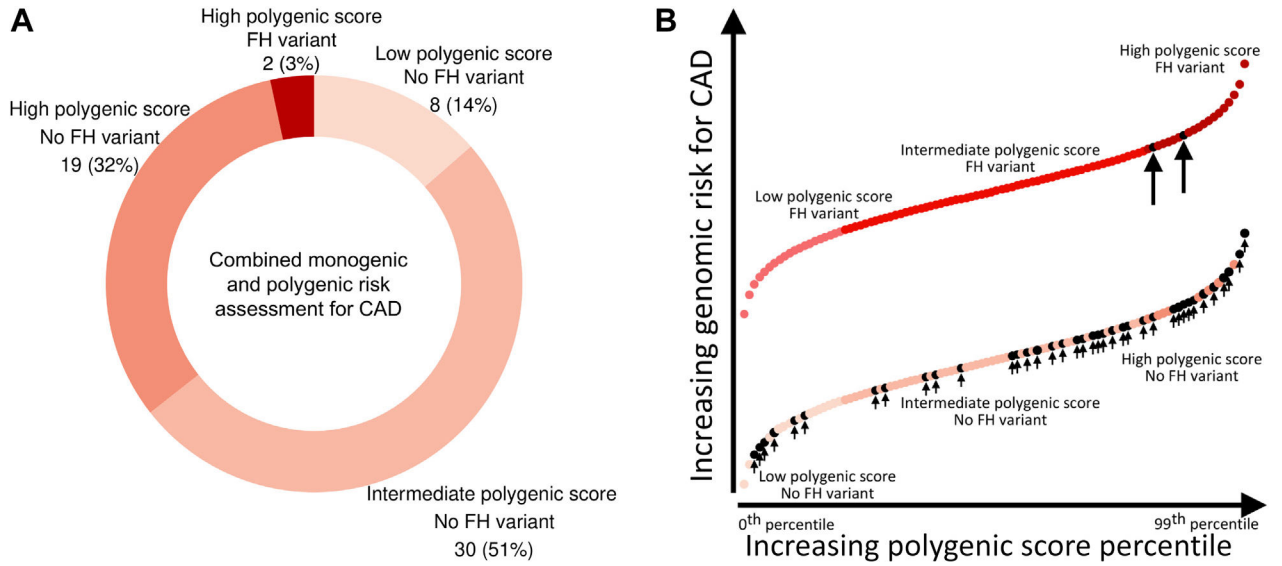 A
High polygenic score
FH variant
2 (3%)
Low polygenic score
No FH variant
8 (14%)
High polygenic score
No FH variant
19 (32%)
Combined monogenic
and polygenic risk
assessment for CAD
Intermediate polygenic score
No FH variant
30 (51%)
B
Increasing genomic risk for CAD
High polygenic score
FH variant
Intermediate polygenic score
FH variant
Low polygenic score
FH variant
High polygenic score
No FH variant
Intermediate polygenic score
No FH variant
Low polygenic score
No FH variant
0th percentile
99th percentile
Increasing polygenic score percentile